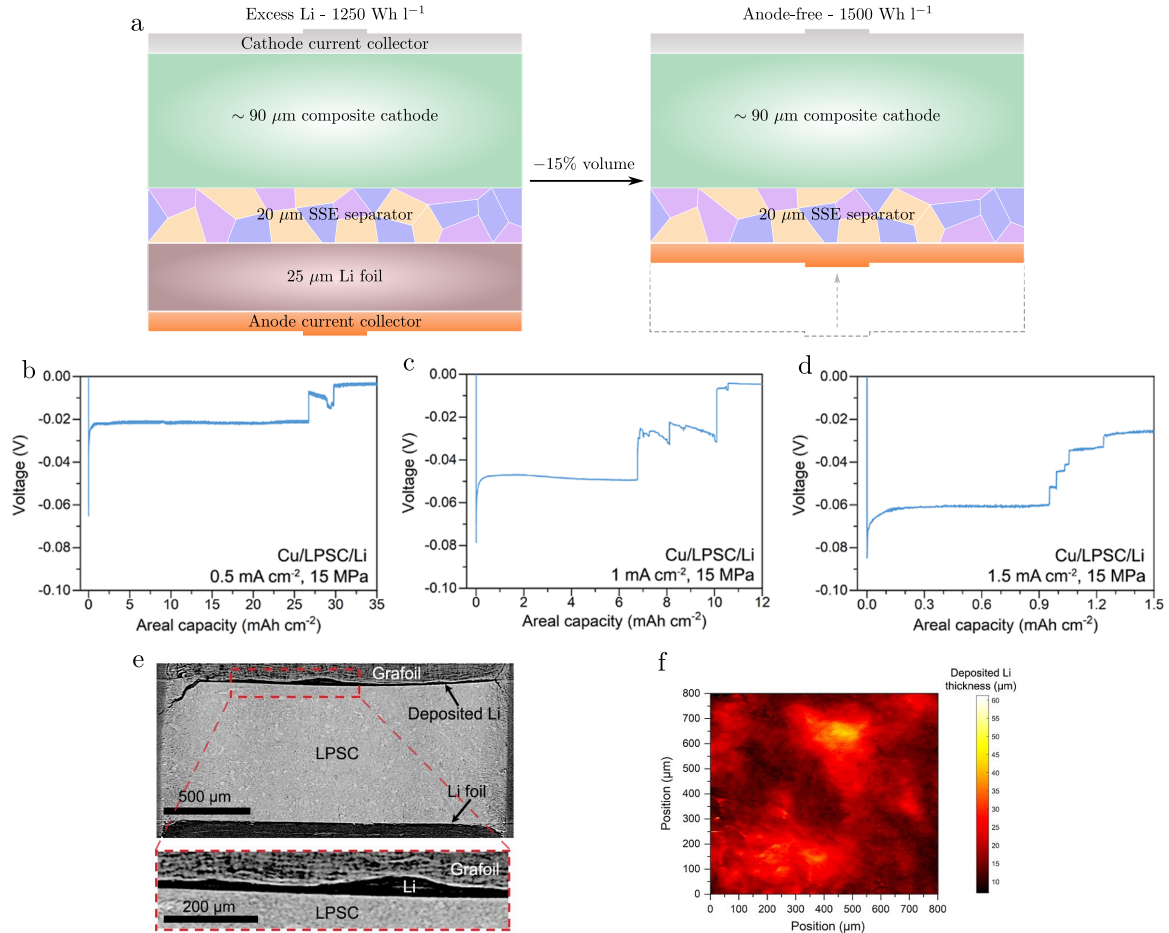 a
Excess Li - 1250 Wh l⁻¹
Cathode current collector
∼ 90 μm composite cathode
20 μm SSE separator
25 μm Li foil
Anode current collector
−15% volume
Anode-free - 1500 Wh l⁻¹
∼ 90 μm composite cathode
20 μm SSE separator
b
Voltage (V)
0.00
-0.02
-0.04
-0.06
-0.08
-0.10
Cu/LPSC/Li
0.5 mA cm⁻², 15 MPa
0 5 10 15 20 25 30 35
Areal capacity (mAh cm⁻²)
c
Voltage (V)
0.00
-0.02
-0.04
-0.06
-0.08
-0.10
Cu/LPSC/Li
1 mA cm⁻², 15 MPa
0 2 4 6 8 10 12
Areal capacity (mAh cm⁻²)
d
Voltage (V)
0.00
-0.02
-0.04
-0.06
-0.08
-0.10
Cu/LPSC/Li
1.5 mA cm⁻², 15 MPa
0.0 0.3 0.6 0.9 1.2 1.5
Areal capacity (mAh cm⁻²)
e
Grafoil
Deposited Li
LPSC
Li foil
500 μm
Grafoil
Li
200 μm
LPSC
f
Deposited Li
thickness (μm)
60
55
50
45
40
35
30
25
20
15
10
Position (μm)
800
700
600
500
400
300
200
100
0
0 100 200 300 400 500 600 700 800
Position (μm)